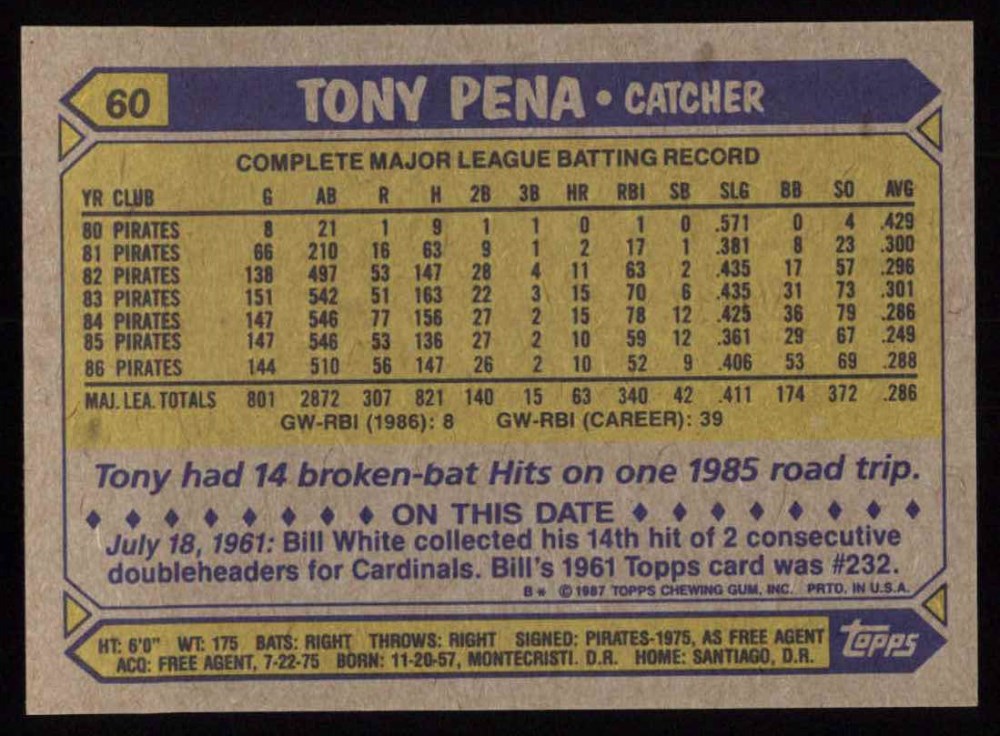 60 TONY PENA • CATCHER
COMPLETE MAJOR LEAGUE BATTING RECORD
YR CLUB G AB R H 2B 3B HR RBI SB SLG BB SO AVG
80 PIRATES 8 21 1 9 1 1 0 1 0 .571 0 4 .429
81 PIRATES 66 210 16 63 9 1 2 17 1 .381 8 23 .300
82 PIRATES 138 497 53 147 28 4 11 63 2 .435 17 57 .296
83 PIRATES 151 542 51 163 22 3 15 70 6 .435 31 73 .301
84 PIRATES 147 546 77 156 27 2 15 78 12 .425 36 79 .286
85 PIRATES 147 546 53 136 27 2 10 59 12 .361 29 67 .249
86 PIRATES 144 510 56 147 26 2 10 52 9 .406 53 69 .288
MAJ. LEA. TOTALS 801 2872 307 821 140 15 63 340 42 .411 174 372 .286
GW-RBI (1986): 8 GW-RBI (CAREER): 39
Tony had 14 broken-bat Hits on one 1985 road trip.
♦ ♦ ♦ ♦ ♦ ♦ ♦ ♦ ON THIS DATE ♦ ♦ ♦ ♦ ♦ ♦ ♦ ♦
July 18, 1961: Bill White collected his 14th hit of 2 consecutive
doubleheaders for Cardinals. Bill's 1961 Topps card was #232.
B* © 1987 TOPPS CHEWING GUM, INC. PRTD. IN U.S.A.
HT: 6'0" WT: 175 BATS: RIGHT THROWS: RIGHT SIGNED: PIRATES-1975, AS FREE AGENT
ACQ: FREE AGENT, 7-22-75 BORN: 11-20-57, MONTECRISTI. D.R. HOME: SANTIAGO, D.R.
topps